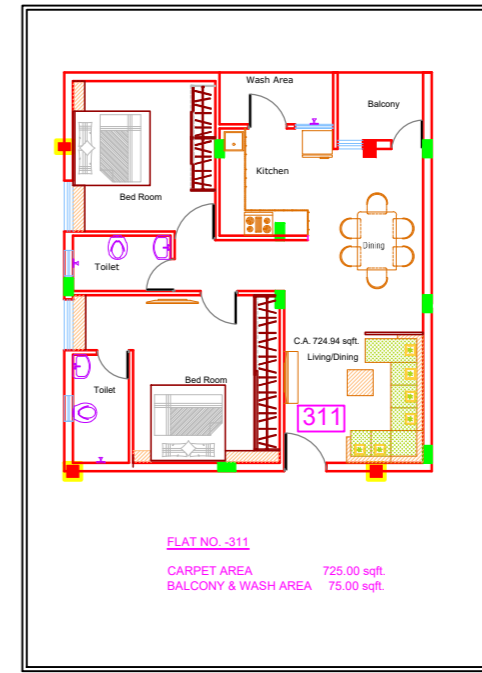 Wash Area
Balcony
Kitchen
Bed Room
Dining
Toilet
C.A. 724.94 sqft.
Living/Dining
Bed Room
Toilet
311
FLAT NO. -311
CARPET AREA 725.00 sqft.
BALCONY & WASH AREA 75.00 sqft.